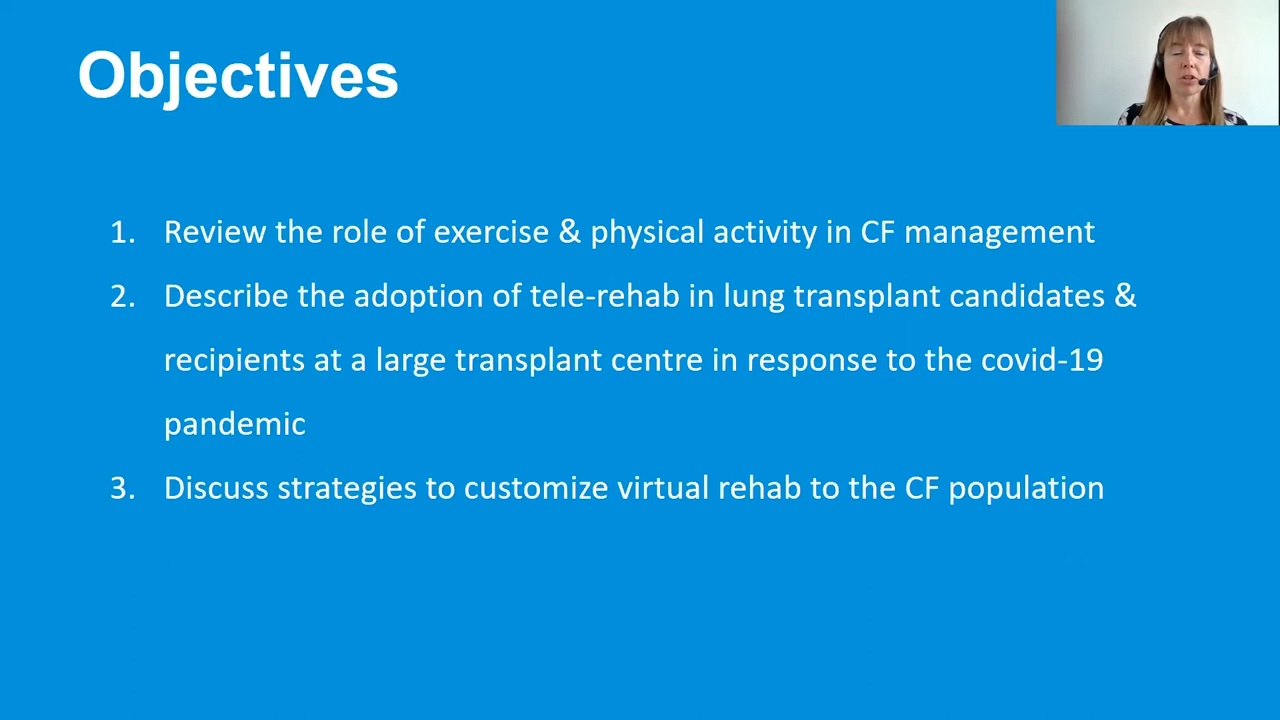 Objectives
1. Review the role of exercise & physical activity in CF management
2. Describe the adoption of tele-rehab in lung transplant candidates &
recipients at a large transplant centre in response to the covid-19
pandemic
3. Discuss strategies to customize virtual rehab to the CF population